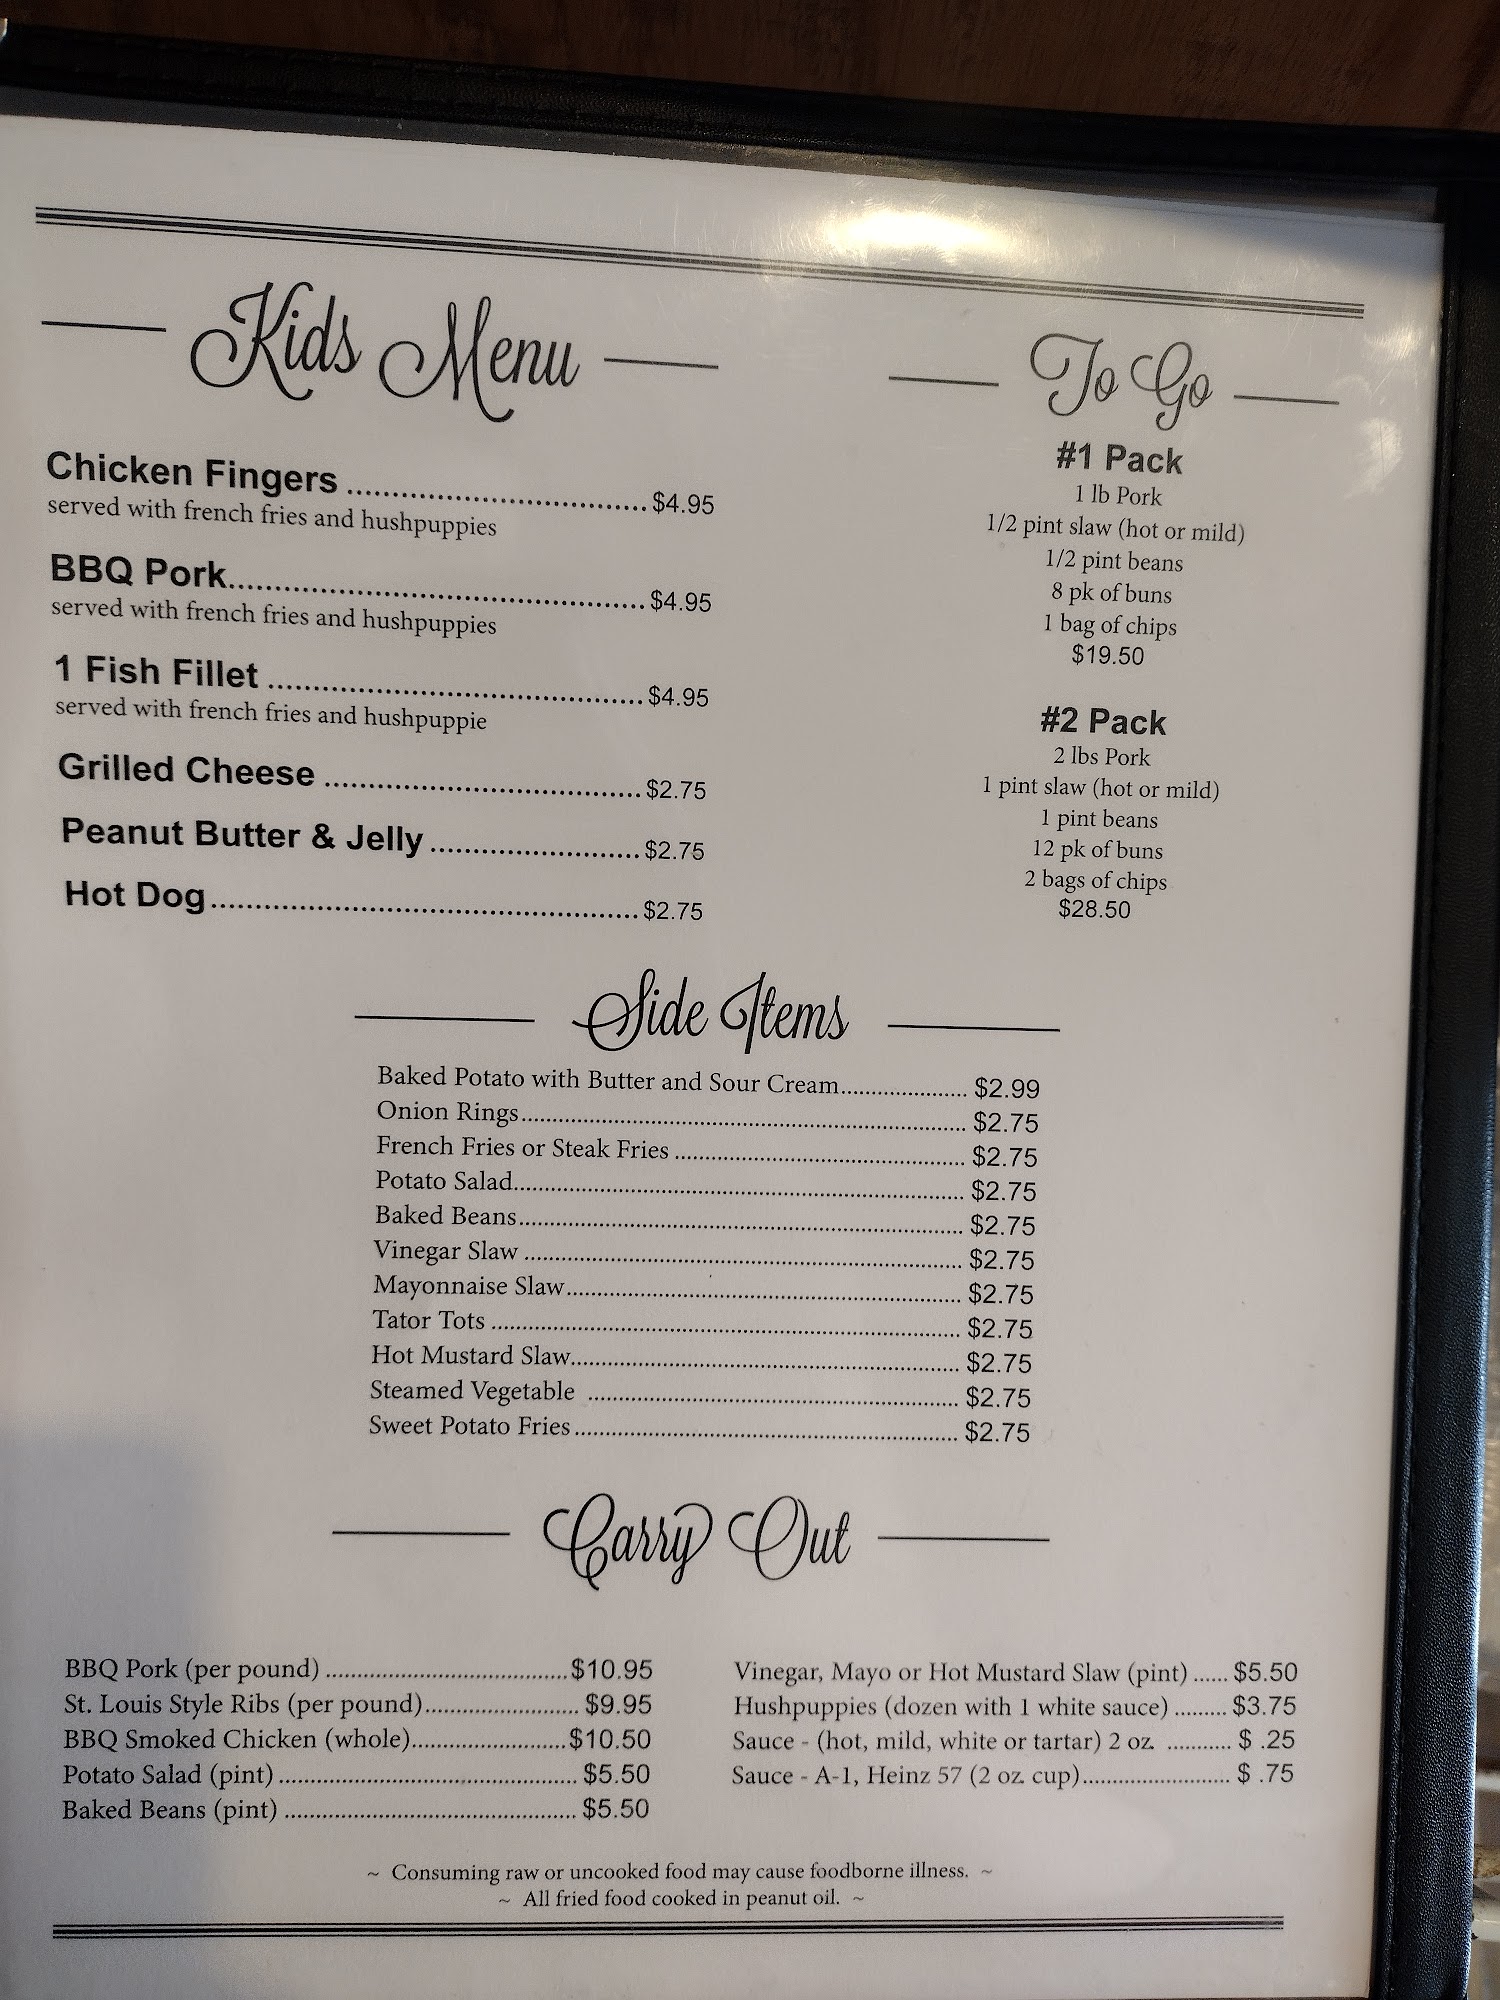 Kids Menu
Chicken Fingers ........ $4.95
served with french fries and hushpuppies
BBQ Pork ........ $4.95
served with french fries and hushpuppies
1 Fish Fillet ........ $4.95
served with french fries and hushpuppie
Grilled Cheese ........ $2.75
Peanut Butter & Jelly ........ $2.75
Hot Dog ........ $2.75
To Go
#1 Pack
1 lb Pork
1/2 pint slaw (hot or mild)
1/2 pint beans
8 pk of buns
1 bag of chips
$19.50
#2 Pack
2 lbs Pork
1 pint slaw (hot or mild)
1 pint beans
12 pk of buns
2 bags of chips
$28.50
Side Items
Baked Potato with Butter and Sour Cream ........ $2.99
Onion Rings ........ $2.75
French Fries or Steak Fries ........ $2.75
Potato Salad ........ $2.75
Baked Beans ........ $2.75
Vinegar Slaw ........ $2.75
Mayonnaise Slaw ........ $2.75
Tator Tots ........ $2.75
Hot Mustard Slaw ........ $2.75
Steamed Vegetable ........ $2.75
Sweet Potato Fries ........ $2.75
Carry Out
BBQ Pork (per pound) ........ $10.95
St. Louis Style Ribs (per pound) ........ $9.95
BBQ Smoked Chicken (whole) ........ $10.50
Potato Salad (pint) ........ $5.50
Baked Beans (pint) ........ $5.50
Vinegar, Mayo or Hot Mustard Slaw (pint) ...... $5.50
Hushpuppies (dozen with 1 white sauce) ........ $3.75
Sauce - (hot, mild, white or tartar) 2 oz. ........ $ .25
Sauce - A-1, Heinz 57 (2 oz. cup) ........ $ .75
~ Consuming raw or uncooked food may cause foodborne illness. ~
~ All fried food cooked in peanut oil. ~